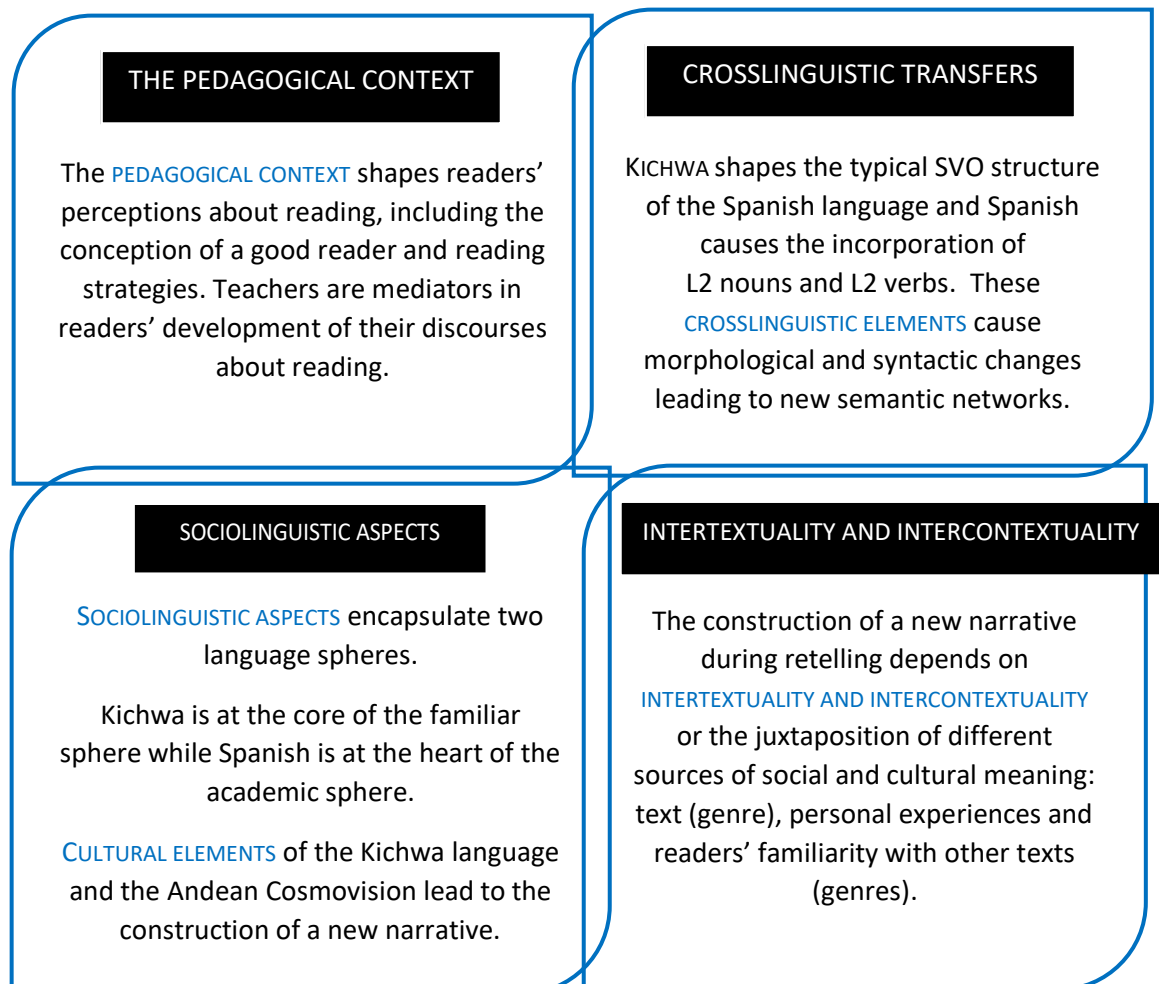 THE PEDAGOGICAL CONTEXT
The PEDAGOGICAL CONTEXT shapes readers’
perceptions about reading, including the
conception of a good reader and reading
strategies. Teachers are mediators in
readers’ development of their discourses
about reading.
CROSSLINGUISTIC TRANSFERS
KICHWA shapes the typical SVO structure
of the Spanish language and Spanish
causes the incorporation of
L2 nouns and L2 verbs.  These
CROSSLINGUISTIC ELEMENTS cause
morphological and syntactic changes
leading to new semantic networks.
SOCIOLINGUISTIC ASPECTS
SOCIOLINGUISTIC ASPECTS encapsulate two
language spheres.
Kichwa is at the core of the familiar
sphere while Spanish is at the heart of the
academic sphere.
CULTURAL ELEMENTS of the Kichwa language
and the Andean Cosmovision lead to the
construction of a new narrative.
INTERTEXTUALITY AND INTERCONTEXTUALITY
The construction of a new narrative
during retelling depends on
INTERTEXTUALITY AND INTERCONTEXTUALITY
or the juxtaposition of different
sources of social and cultural meaning:
text (genre), personal experiences and
readers’ familiarity with other texts
(genres).